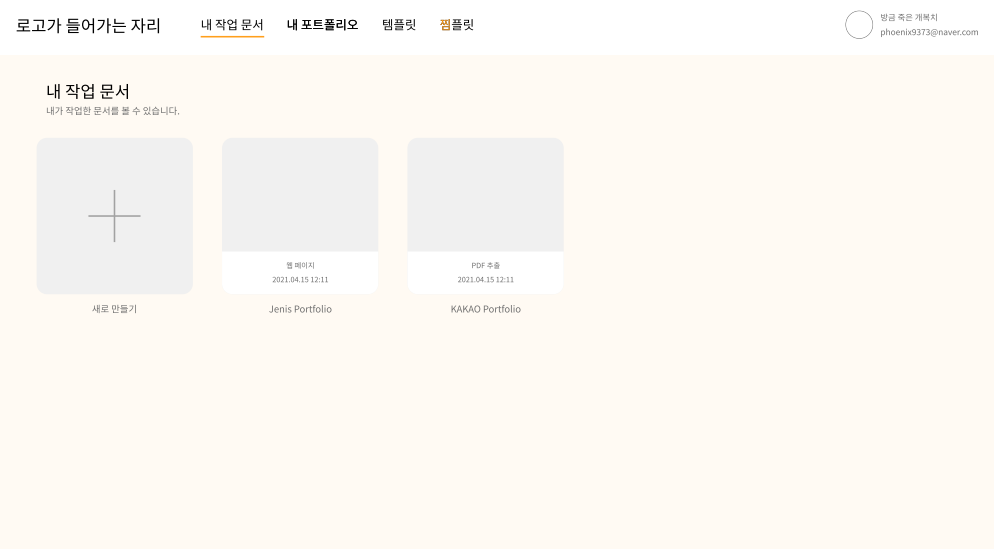 로고가 들어가는 자리
내 작업 문서
내 포트폴리오
템플릿
찜플릿
방금 죽은 개복치
phoenix9373@naver.com
내 작업 문서
내가 작업한 문서를 볼 수 있습니다.
웹 페이지
2021.04.15 12:11
PDF 추출
2021.04.15 12:11
새로 만들기
Jenis Portfolio
KAKAO Portfolio